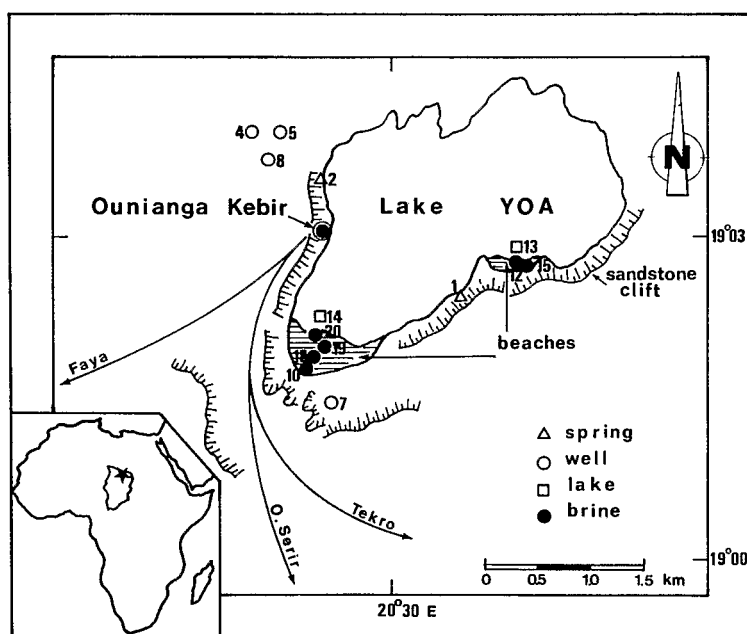 4
5
8
2
N
Ounianga Kebir
Lake YOA
19°03
13
12
15
1
sandstone
clift
14
20
19
18
10
beaches
Faya
7
spring
well
lake
brine
Tekro
O. Serir
19°00
0 0.5 1.0 1.5 km
20°30 E